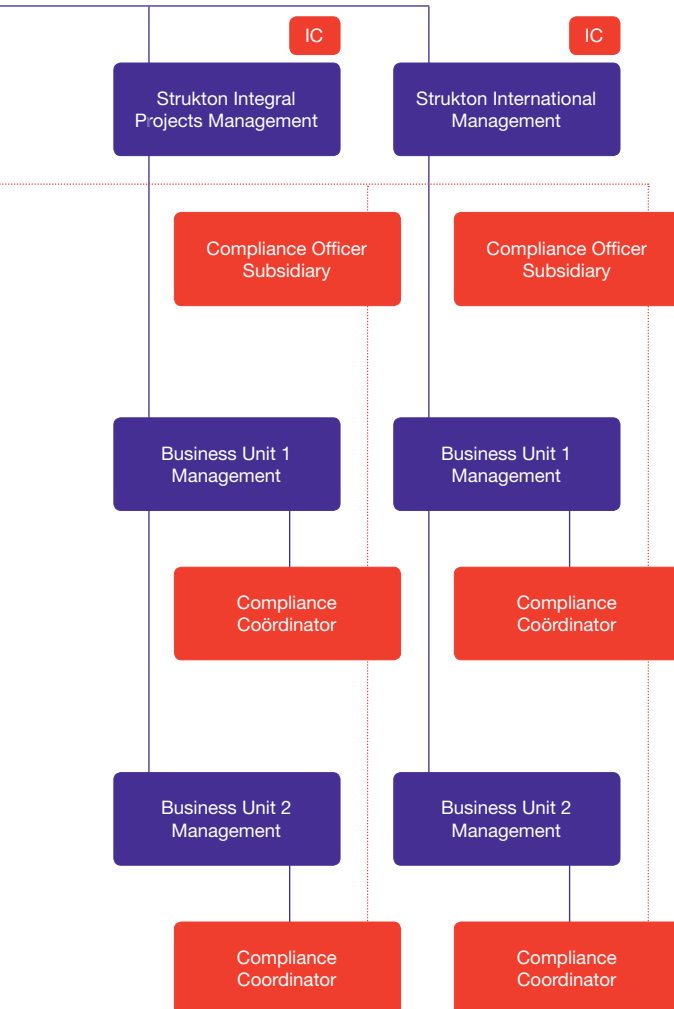 IC
IC
Strukton Integral
Projects Management
Strukton International
Management
Compliance Officer
Subsidiary
Compliance Officer
Subsidiary
Business Unit 1
Management
Business Unit 1
Management
Compliance
Coördinator
Compliance
Coördinator
Business Unit 2
Management
Business Unit 2
Management
Compliance
Coordinator
Compliance
Coordinator